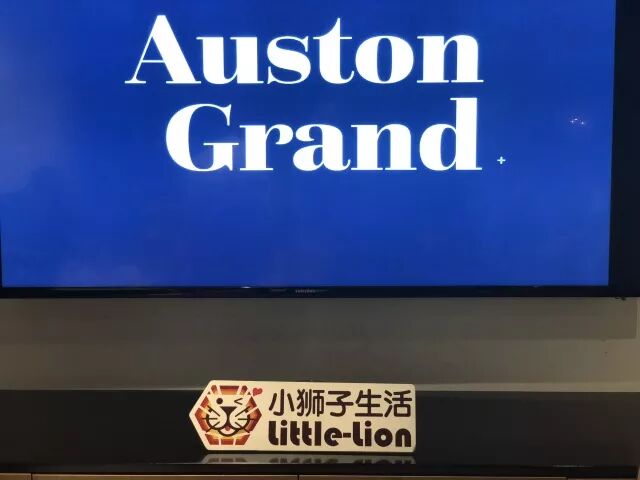 Auston
Grand
小狮子生活
Little-Lion